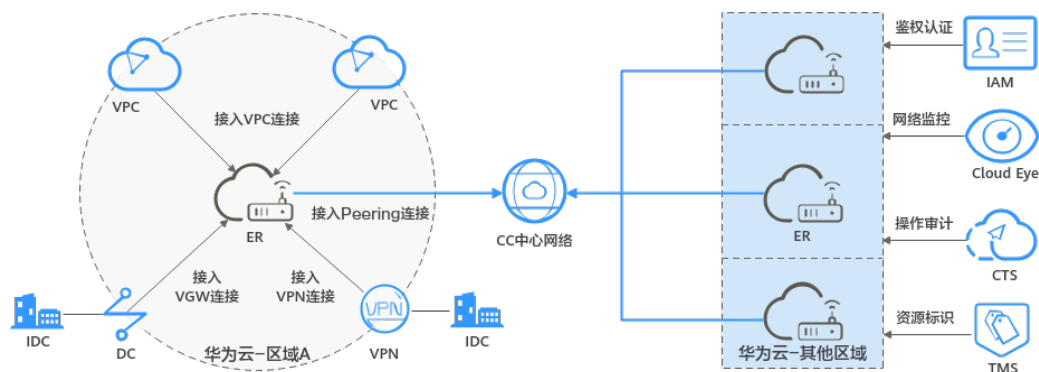 VPC
VPC
接入VPC连接
ER
接入Peering连接
接入
VGW连接
接入
VPN连接
IDC
DC
VPN
VPN
IDC
华为云-区域A
CC中心网络
ER
华为云-其他区域
鉴权认证
IAM
网络监控
Cloud Eye
操作审计
CTS
资源标识
TMS